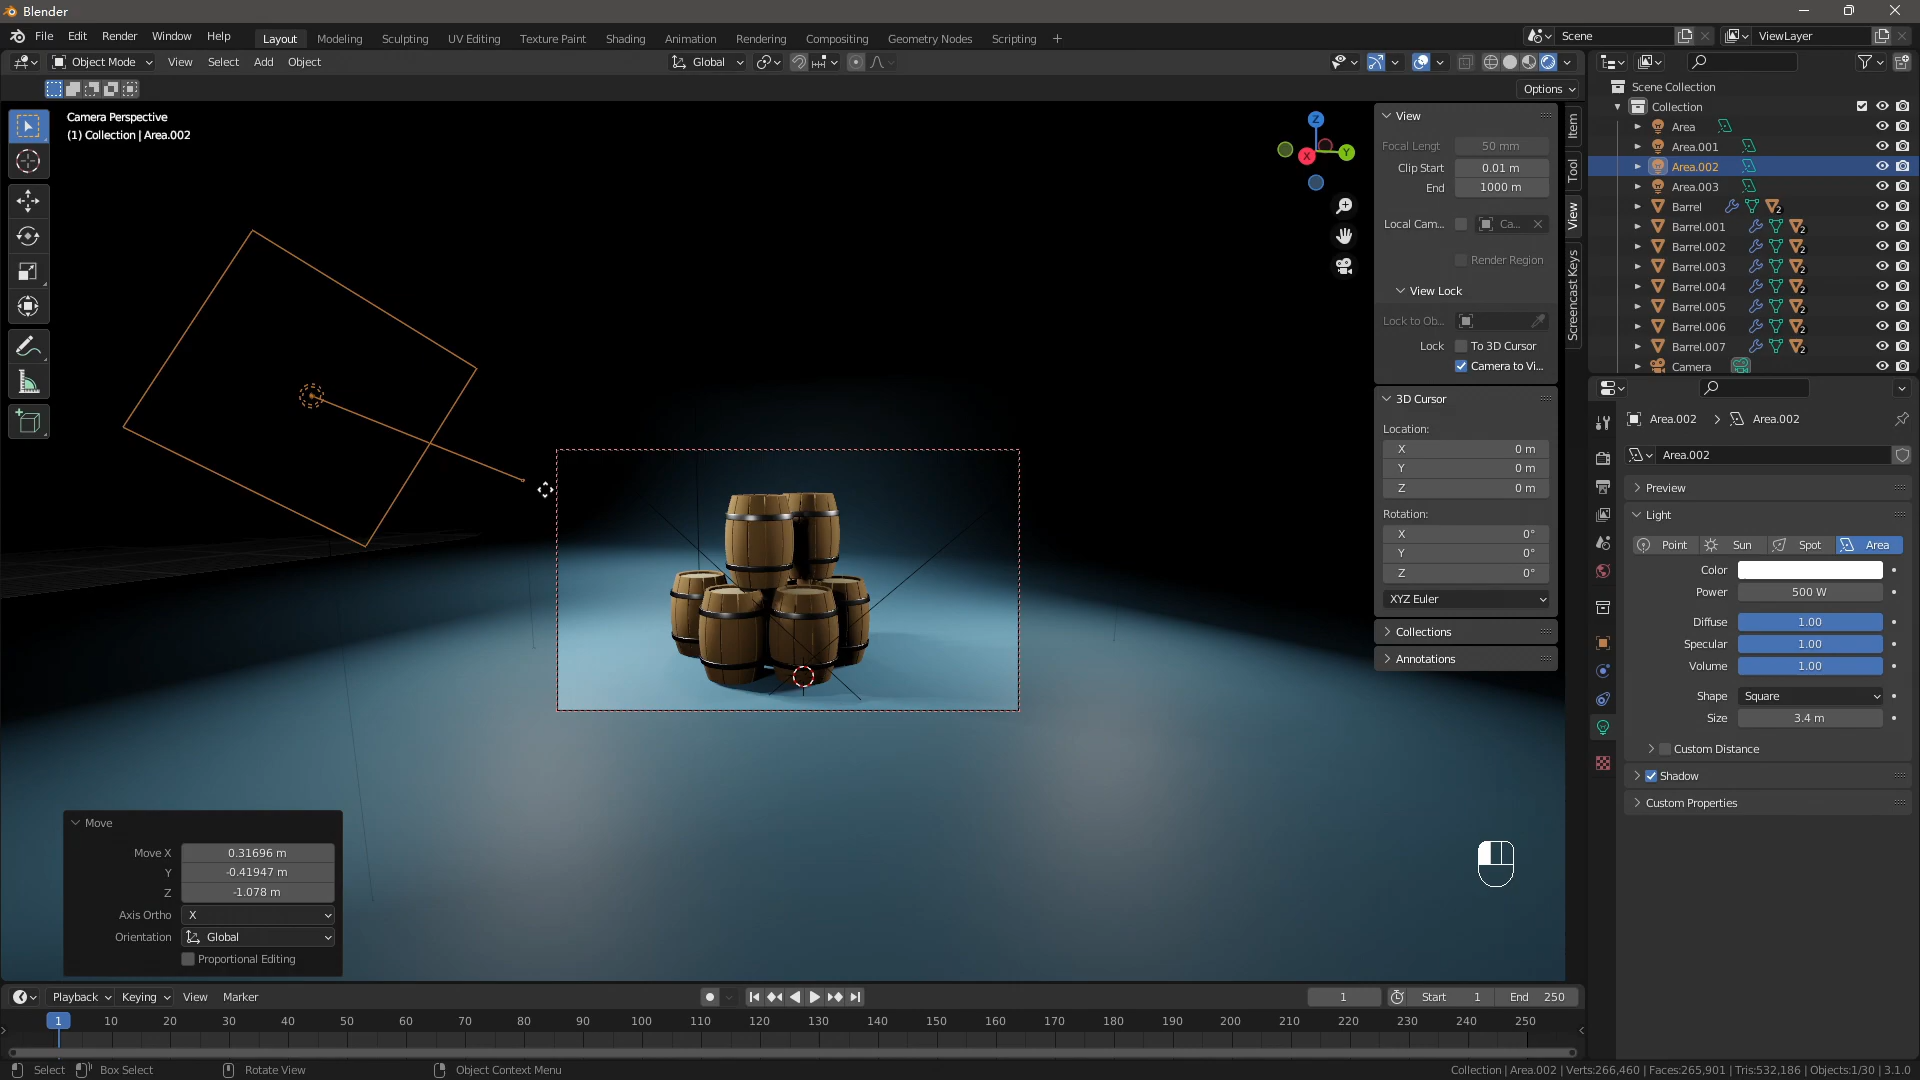 Blender
File Edit Render Window Help
Layout Modeling Sculpting UV Editing Texture Paint Shading Animation Rendering Compositing Geometry Nodes Scripting +
Scene
ViewLayer
Object Mode View Select Add Object
Global
Options
Camera Perspective
(1) Collection | Area.002
Z
Y
X
View
Focal Lengt 50 mm
Clip Start 0.01 m
End 1000 m
Local Cam... Ca...
Render Region
View Lock
Lock to Ob...
Lock To 3D Cursor
Camera to Vi...
3D Cursor
Location:
X 0 m
Y 0 m
Z 0 m
Rotation:
X 0°
Y 0°
Z 0°
XYZ Euler
Collections
Annotations
Item
Tool
View
Screencast Keys
Scene Collection
Collection
Area
Area.001
Area.002
Area.003
Barrel 2
Barrel.001 2
Barrel.002 2
Barrel.003 2
Barrel.004 2
Barrel.005 2
Barrel.006 2
Barrel.007 2
Camera
Area.002 > Area.002
Area.002
Preview
Light
Point Sun Spot Area
Color
Power 500 W
Diffuse 1.00
Specular 1.00
Volume 1.00
Shape Square
Size 3.4 m
Custom Distance
Shadow
Custom Properties
Move
Move X 0.31696 m
Y -0.41947 m
Z -1.078 m
Axis Ortho X
Orientation Global
Proportional Editing
Playback Keying View Marker
1 Start 1 End 250
1 10 20 30 40 50 60 70 80 90 100 110 120 130 140 150 160 170 180 190 200 210 220 230 240 250
Select Box Select Rotate View Object Context Menu
Collection | Area.002 | Verts:266,460 | Faces:265,901 | Tris:532,186 | Objects:1/30 | 3.1.0